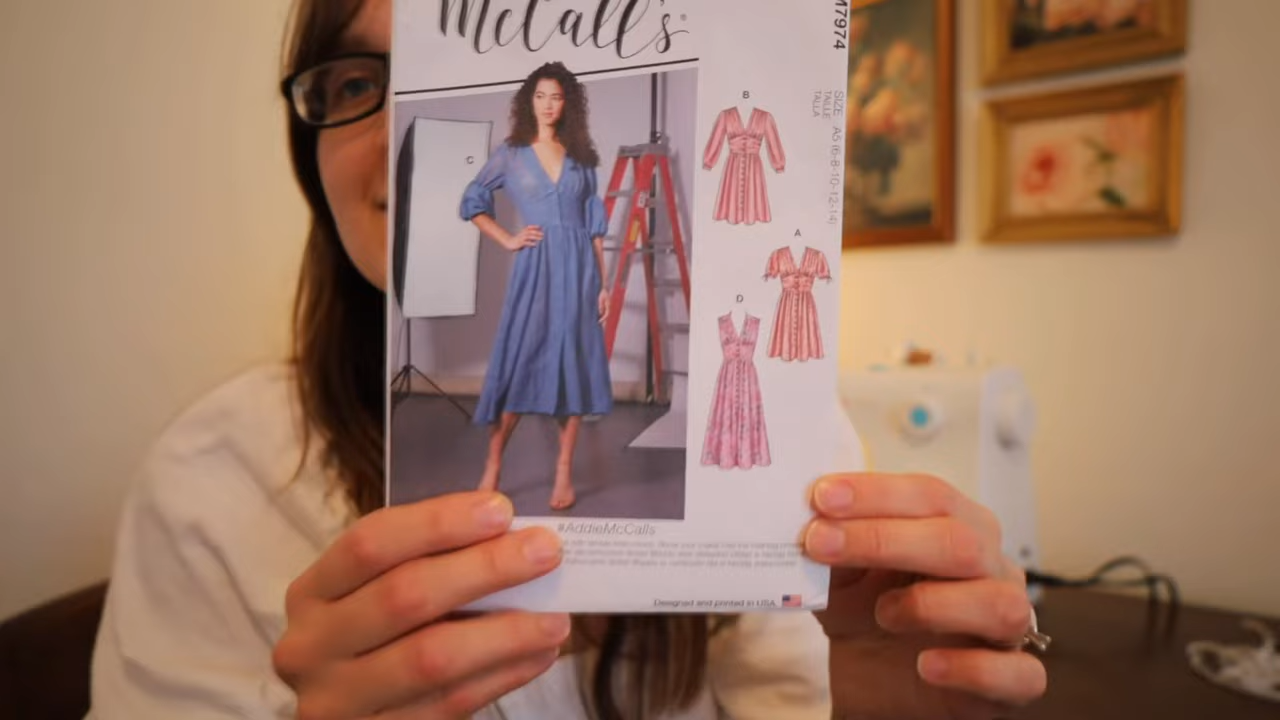 McCall's
M7974
SIZE A5 (6-8-10-12-14)
TAILLE
TALLA
B
C
A
D
#AddieMcCalls
Designed and printed in USA